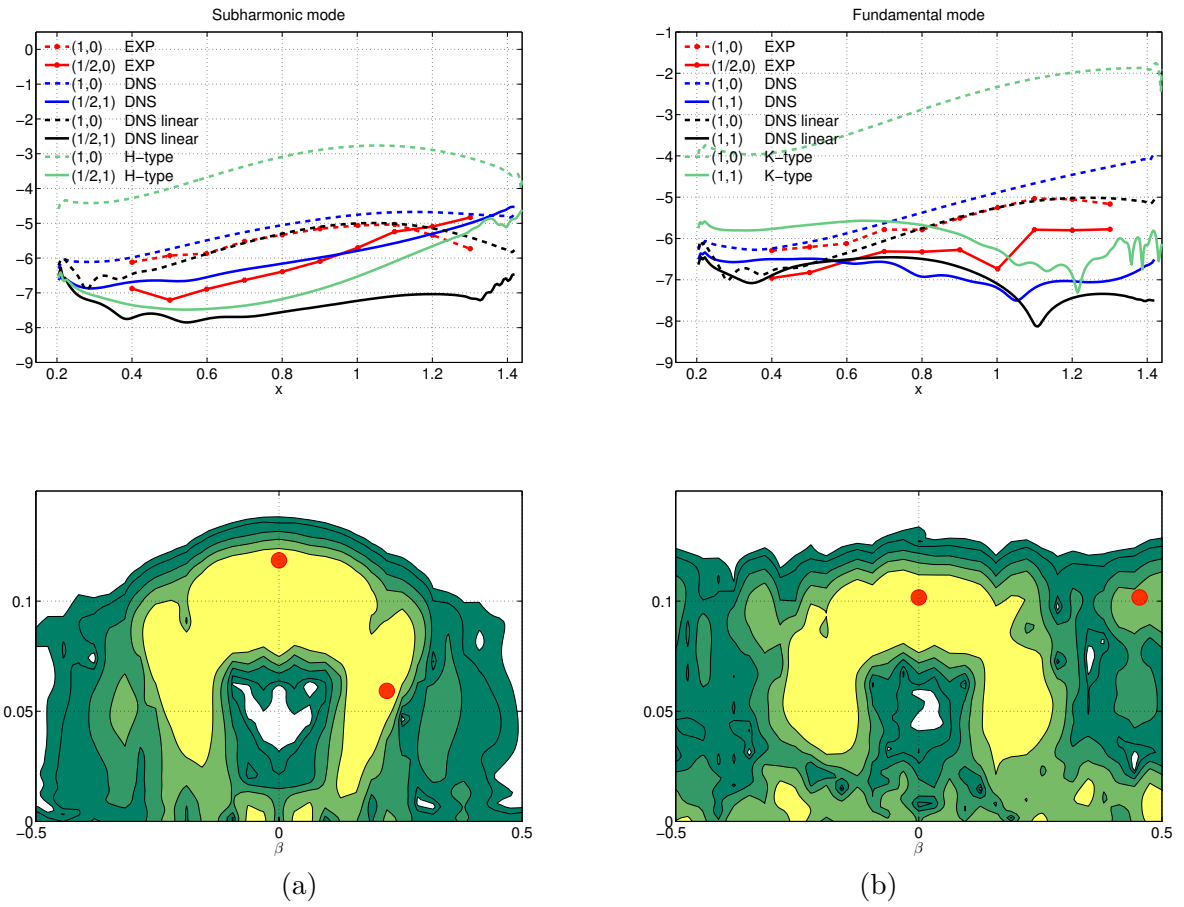 Subharmonic mode
0
−1
−2
−3
−4
−5
−6
−7
−8
−9
(1,0) EXP
(1/2,0) EXP
(1,0) DNS
(1/2,1) DNS
(1,0) DNS linear
(1/2,1) DNS linear
(1,0) H−type
(1/2,1) H−type
0.2 0.4 0.6 0.8 1 1.2 1.4
x
Fundamental mode
−1
−2
−3
−4
−5
−6
−7
−8
−9
(1,0) EXP
(1/2,0) EXP
(1,0) DNS
(1,1) DNS
(1,0) DNS linear
(1,1) DNS linear
(1,0) K−type
(1,1) K−type
0.2 0.4 0.6 0.8 1 1.2 1.4
x
0.1
0.05
0
−0.5 0 0.5
β
(a)
0.1
0.05
0
−0.5 0 0.5
β
(b)